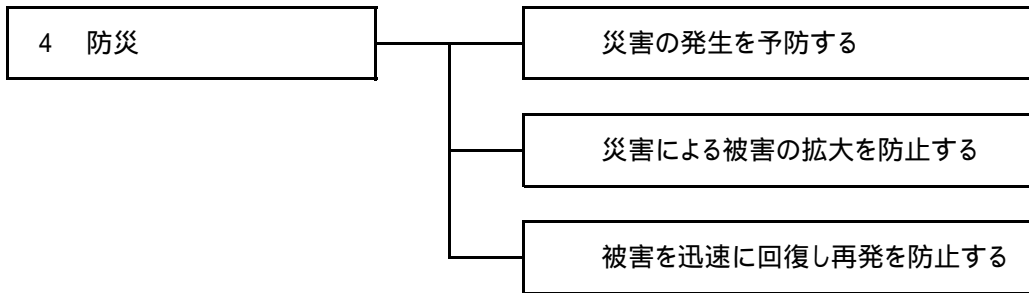 4 防災
災害の発生を予防する
災害による被害の拡大を防止する
被害を迅速に回復し再発を防止する